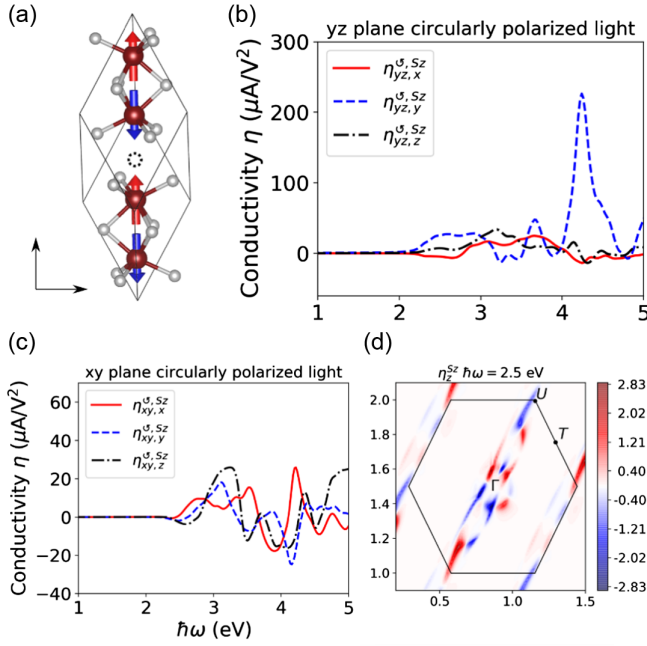 (a)
(b)
yz plane circularly polarized light
Conductivity η (μA/V²)
300
200
100
0
η^{↺,Sz}_{yz,x}
η^{↺,Sz}_{yz,y}
η^{↺,Sz}_{yz,z}
1 2 3 4 5
(c)
xy plane circularly polarized light
Conductivity η (μA/V²)
60
40
20
0
−20
−40
η^{↺,Sz}_{xy,x}
η^{↺,Sz}_{xy,y}
η^{↺,Sz}_{xy,z}
1 2 3 4 5
ħω (eV)
(d)
η^{Sz}_{z} ħω = 2.5 eV
2.0
1.8
1.6
1.4
1.2
1.0
U
T
Γ
0.5 1.0 1.5
2.83
2.02
1.21
0.40
-0.40
-1.21
-2.02
-2.83